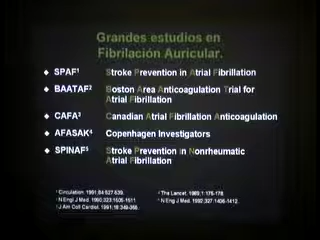 Grandes estudios en
Fibrilación Auricular.
◆ SPAF¹ Stroke Prevention in Atrial Fibrillation
◆ BAATAF² Boston Area Anticoagulation Trial for
Atrial Fibrillation
◆ CAFA³ Canadian Atrial Fibrillation Anticoagulation
◆ AFASAK⁴ Copenhagen Investigators
◆ SPINAF⁵ Stroke Prevention in Nonrheumatic
Atrial Fibrillation
¹ Circulation. 1991;84:527-539.
² N Engl J Med. 1990;323:1505-1511.
³ J Am Coll Cardiol. 1991;18:349-355.
⁴ The Lancet. 1989;1:175-178.
⁵ N Engl J Med. 1992;327:1406-1412.